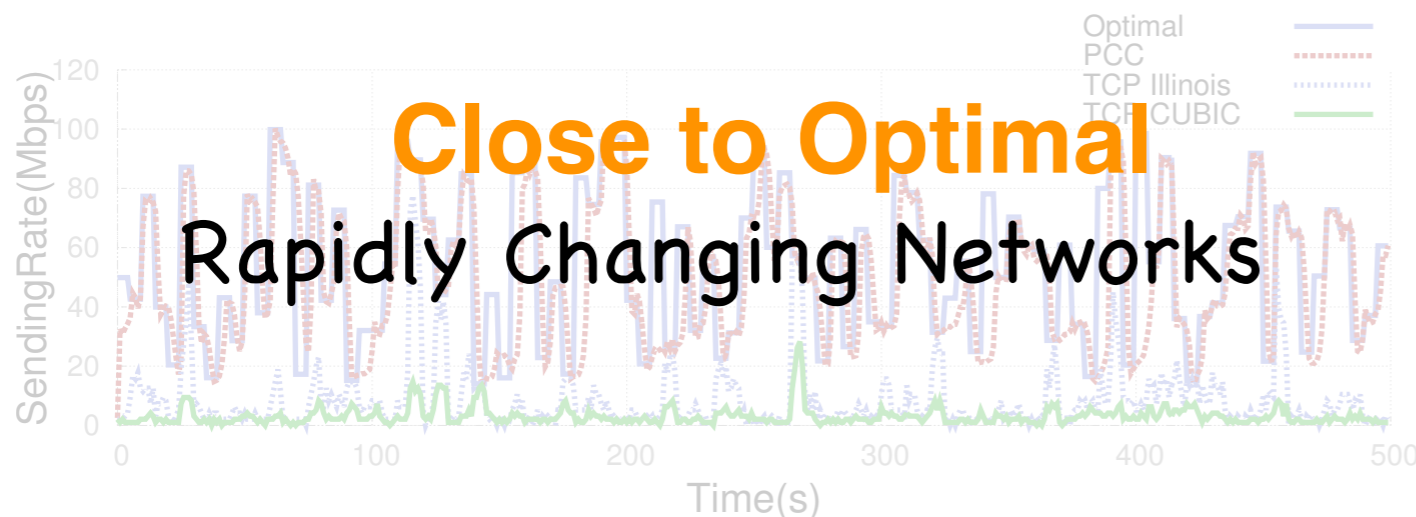 Optimal
PCC
TCP Illinois
TCP CUBIC
Close to Optimal
Rapidly Changing Networks
SendingRate(Mbps)
120
100
80
60
40
20
0
0 100 200 300 400 500
Time(s)